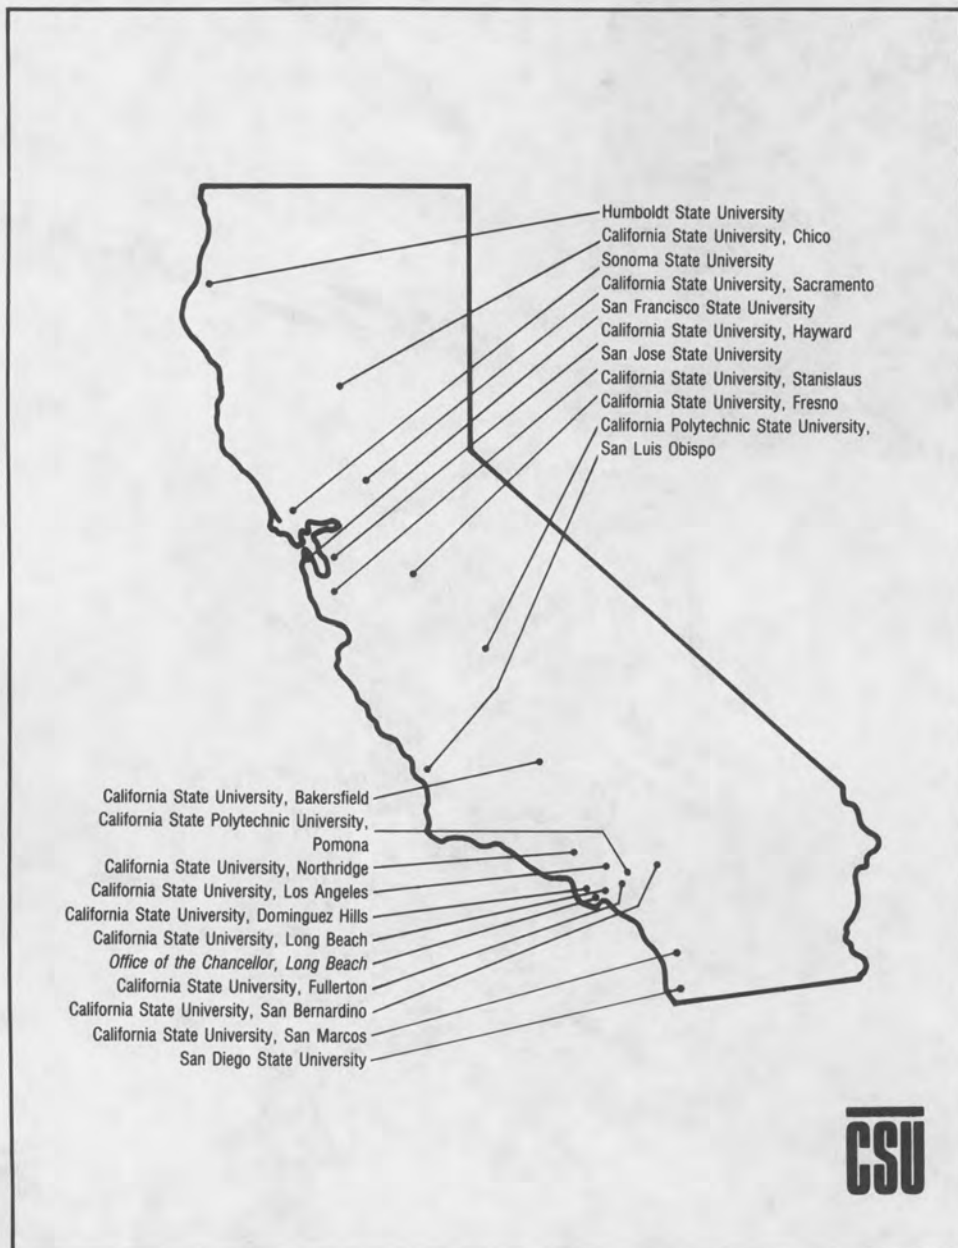 Humboldt State University
California State University, Chico
Sonoma State University
California State University, Sacramento
San Francisco State University
California State University, Hayward
San Jose State University
California State University, Stanislaus
California State University, Fresno
California Polytechnic State University,
San Luis Obispo
California State University, Bakersfield
California State Polytechnic University,
Pomona
California State University, Northridge
California State University, Los Angeles
California State University, Dominguez Hills
California State University, Long Beach
Office of the Chancellor, Long Beach
California State University, Fullerton
California State University, San Bernardino
California State University, San Marcos
San Diego State University
CSU